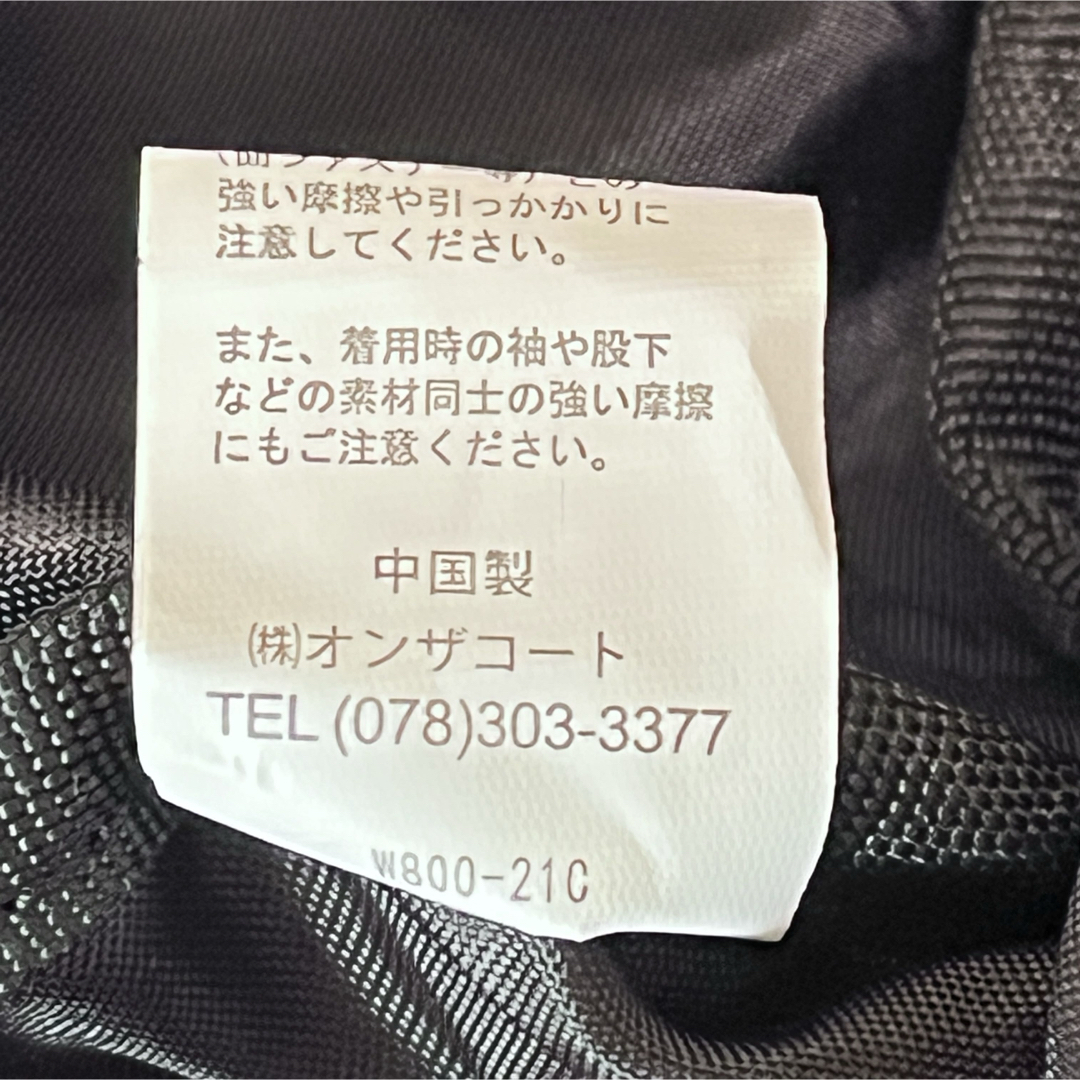 強い摩擦や引っかかりに
注意してください。
また、着用時の袖や股下
などの素材同士の強い摩擦
にもご注意ください。
中国製
㈱オンザコート
TEL (078)303-3377
W800-21C